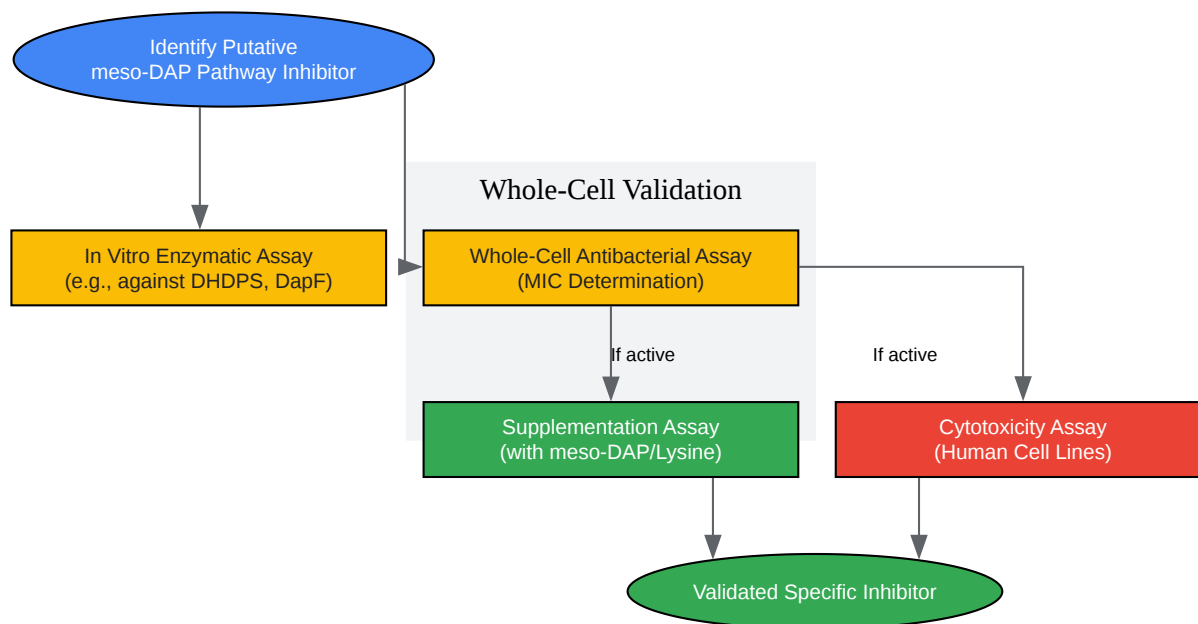 Identify Putative
meso-DAP Pathway Inhibitor
Whole-Cell Validation
In Vitro Enzymatic Assay
(e.g., against DHDPS, DapF)
Whole-Cell Antibacterial Assay
(MIC Determination)
If active
If active
Supplementation Assay
(with meso-DAP/Lysine)
Cytotoxicity Assay
(Human Cell Lines)
Validated Specific Inhibitor